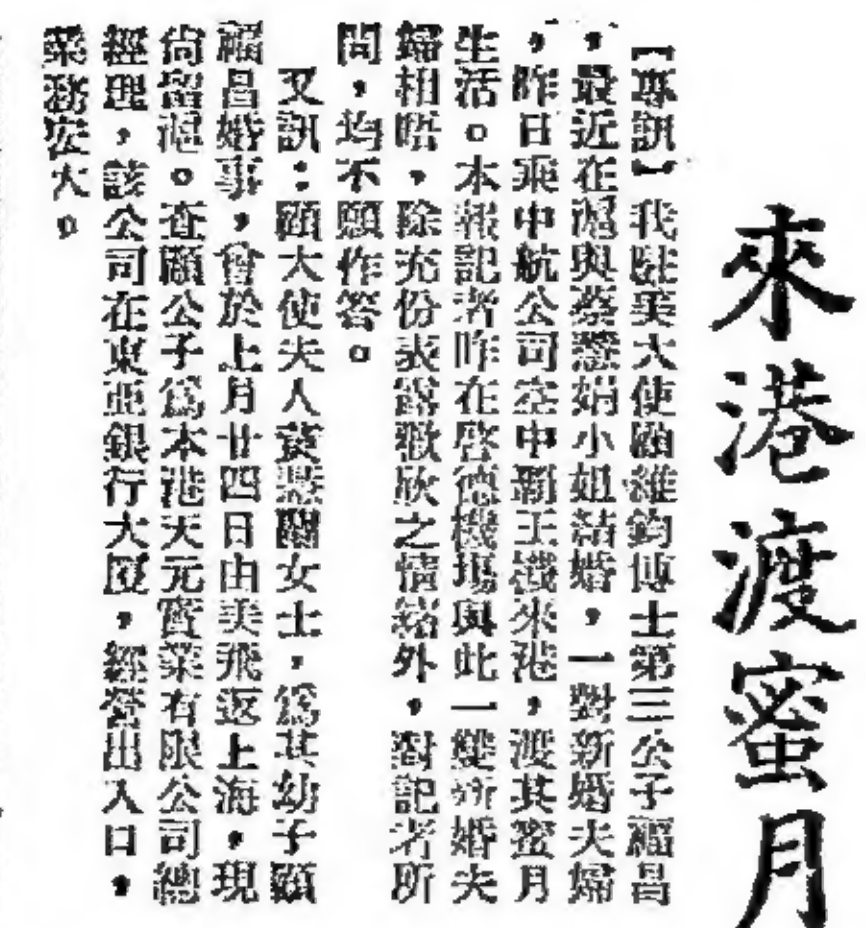 來港渡蜜月
【專訊】我駐美大使顧維鈞博士第三公子福昌
，最近在滬與蔡慧娟小姐結婚，一對新婚夫婦
，昨日乘中航公司空中霸王機來港，渡其蜜月
生活。本報記者昨在啓德機場與此一雙新婚夫
婦相晤，除充份表露歡欣之情緒外，對記者所
問，均不願作答。
又訊：顧大使夫人黃蕙蘭女士，爲其幼子顧
福昌婚事，曾於上月廿四日由美飛返上海，現
尙留滬。查顧公子爲本港天元實業有限公司總
經理，該公司在東亞銀行大厦，經營出入口，
業務宏大。